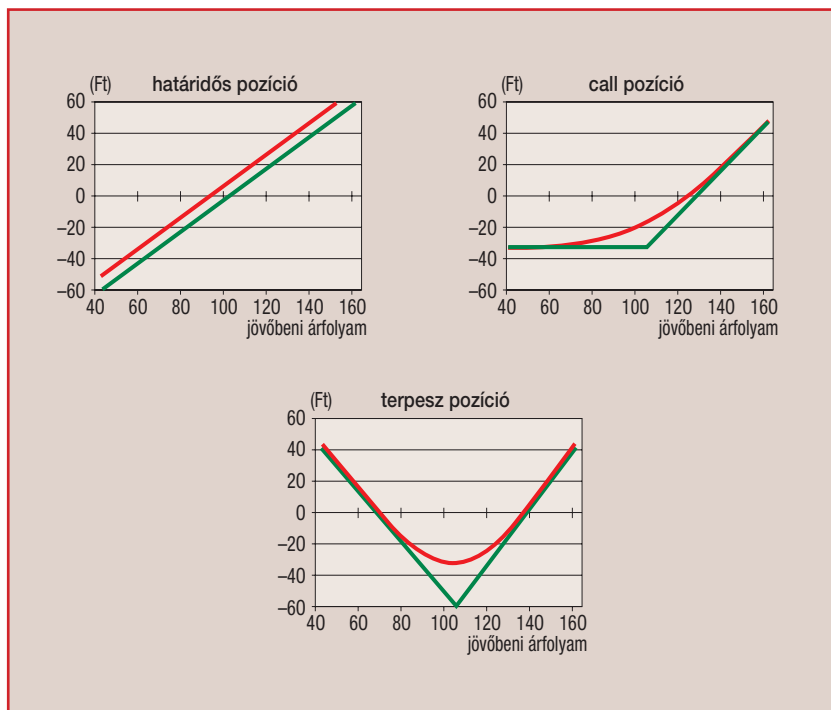 (Ft)
határidős pozíció
60
40
20
0
–20
–40
–60
40 60 80 100 120 140 160
jövőbeni árfolyam
(Ft)
call pozíció
60
40
20
0
–20
–40
–60
40 60 80 100 120 140 160
jövőbeni árfolyam
(Ft)
terpesz pozíció
60
40
20
0
–20
–40
–60
40 60 80 100 120 140 160
jövőbeni árfolyam